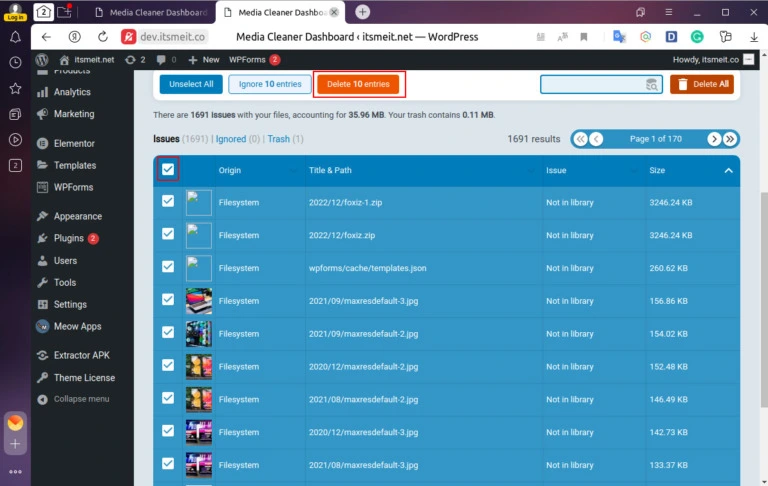 Log in
2
Media Cleaner Dashboard
Media Cleaner Dashbo
dev.itsmeit.co
Media Cleaner Dashboard ‹ itsmeit.net — WordPress
itsmeit.net
2
0
New
WPForms 2
Howdy, itsmeit
Products
Analytics
Marketing
Elementor
Templates
WPForms
Appearance
Plugins 2
Users
Tools
Settings
Meow Apps
Extractor APK
Theme License
Collapse menu
2
Unselect All
Ignore 10 entries
Delete 10 entries
Delete All
There are 1691 issues with your files, accounting for 35.96 MB. Your trash contains 0.11 MB.
Issues (1691) | Ignored (0) | Trash (1)
1691 results
Page 1 of 170
Origin Title & Path Issue Size
Filesystem 2022/12/foxiz-1.zip Not in library 3246.24 KB
Filesystem 2022/12/foxiz.zip Not in library 3246.24 KB
Filesystem wpforms/cache/templates.json Not in library 260.62 KB
Filesystem 2021/09/maxresdefault-3.jpg Not in library 156.86 KB
Filesystem 2021/09/maxresdefault-2.jpg Not in library 154.02 KB
Filesystem 2020/12/maxresdefault-2.jpg Not in library 152.48 KB
Filesystem 2021/08/maxresdefault-2.jpg Not in library 146.49 KB
Filesystem 2020/12/maxresdefault-3.jpg Not in library 142.73 KB
Filesystem 2021/08/maxresdefault-3.jpg Not in library 133.37 KB